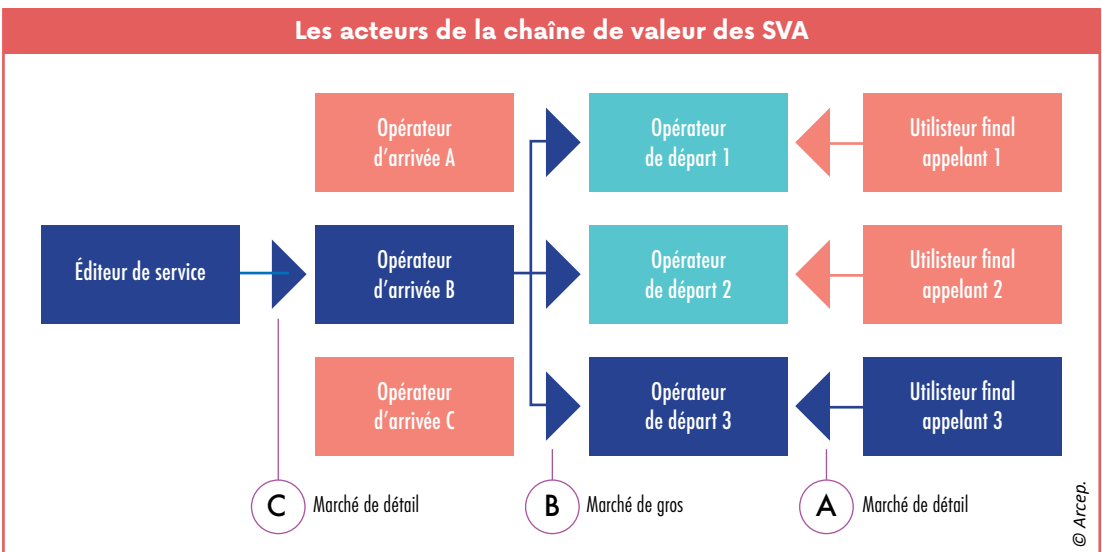 Les acteurs de la chaîne de valeur des SVA
Opérateur
d'arrivée A
Opérateur
de départ 1
Utilisteur final
appelant 1
Éditeur de service
Opérateur
d'arrivée B
Opérateur
de départ 2
Utilisteur final
appelant 2
Opérateur
d'arrivée C
Opérateur
de départ 3
Utilisteur final
appelant 3
C Marché de détail
B Marché de gros
A Marché de détail
© Arcep.